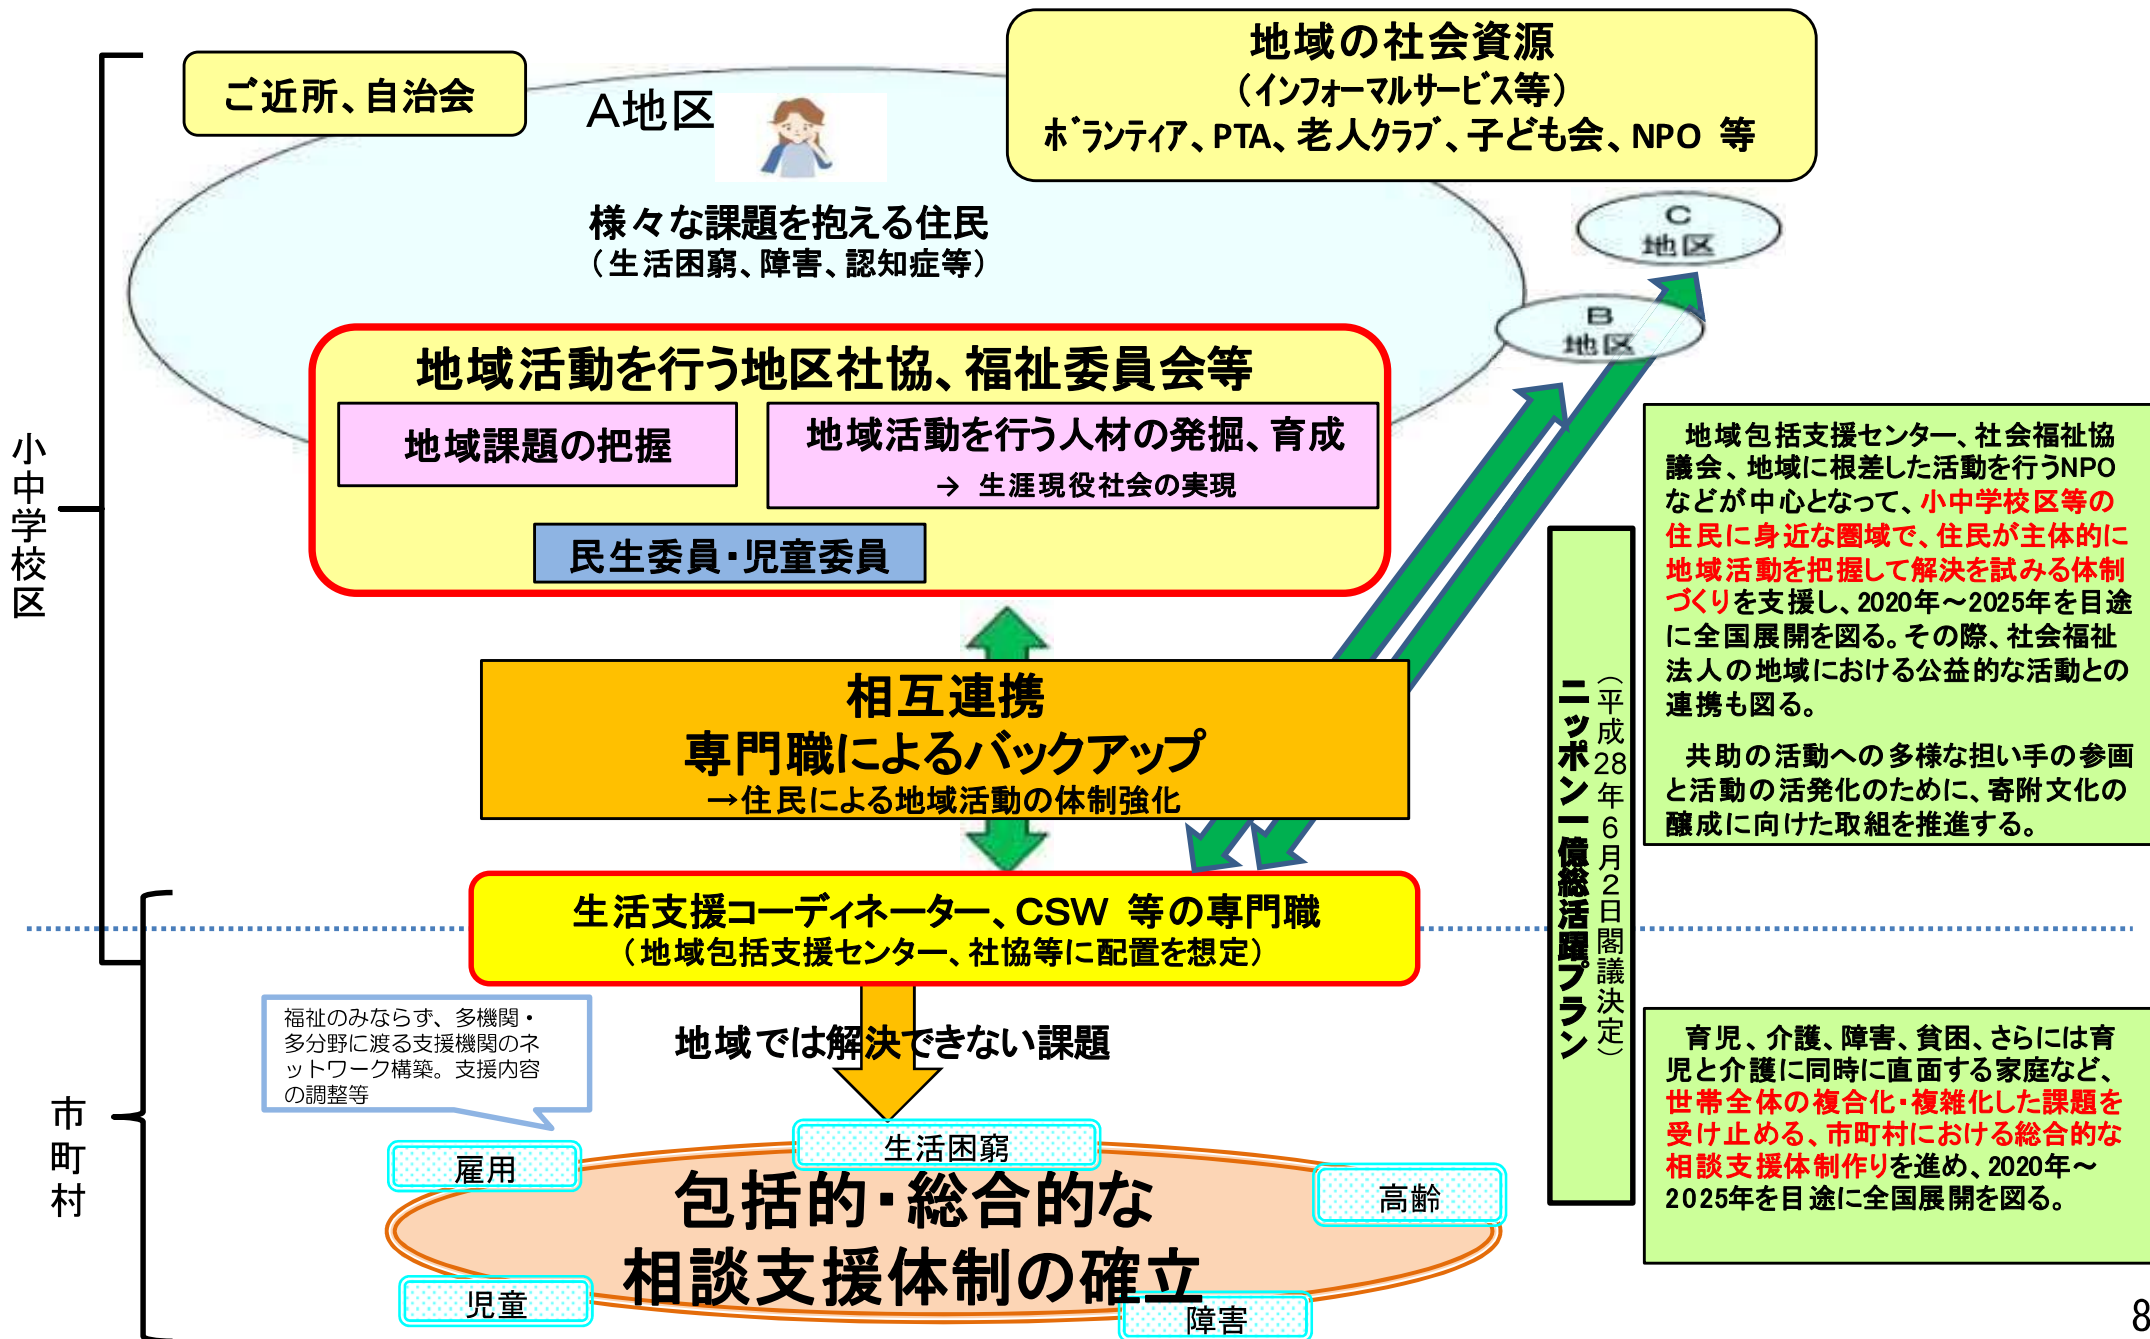 ご近所、自治会
地域の社会資源
（インフォーマルサービス等）
ボランティア、PTA、老人クラブ、子ども会、NPO 等
A地区
様々な課題を抱える住民
（生活困窮、障害、認知症等）
C
地区
B
地区
小中学校区
地域活動を行う地区社協、福祉委員会等
地域課題の把握
地域活動を行う人材の発掘、育成
→ 生涯現役社会の実現
民生委員・児童委員
相互連携
専門職によるバックアップ
→住民による地域活動の体制強化
生活支援コーディネーター、CSW 等の専門職
（地域包括支援センター、社協等に配置を想定）
市町村
福祉のみならず、多機関・
多分野に渡る支援機関のネ
ットワーク構築。支援内容
の調整等
地域では解決できない課題
雇用
生活困窮
高齢
包括的・総合的な
相談支援体制の確立
児童
障害
ニッポン一億総活躍プラン
（平成28年6月2日閣議決定）
地域包括支援センター、社会福祉協
議会、地域に根差した活動を行うNPO
などが中心となって、小中学校区等の
住民に身近な圏域で、住民が主体的に
地域活動を把握して解決を試みる体制
づくりを支援し、2020年～2025年を目途
に全国展開を図る。その際、社会福祉
法人の地域における公益的な活動との
連携も図る。
共助の活動への多様な担い手の参画
と活動の活発化のために、寄附文化の
醸成に向けた取組を推進する。
育児、介護、障害、貧困、さらには育
児と介護に同時に直面する家庭など、
世帯全体の複合化・複雑化した課題を
受け止める、市町村における総合的な
相談支援体制作りを進め、2020年～
2025年を目途に全国展開を図る。
8